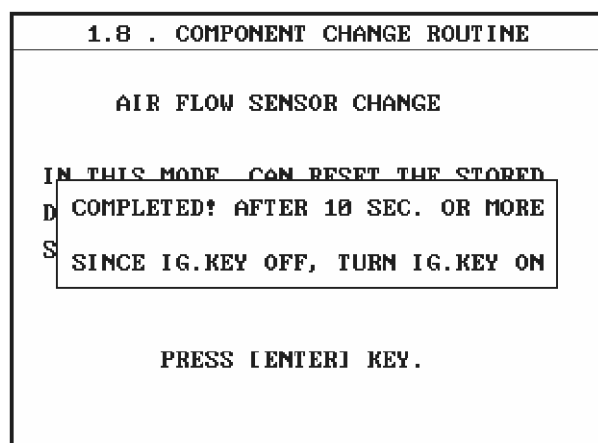 1.8 . COMPONENT CHANGE ROUTINE
AIR FLOW SENSOR CHANGE
IN THIS MODE, CAN RESET THE STORED
D
COMPLETED! AFTER 10 SEC. OR MORE
S
SINCE IG.KEY OFF, TURN IG.KEY ON
PRESS [ENTER] KEY.